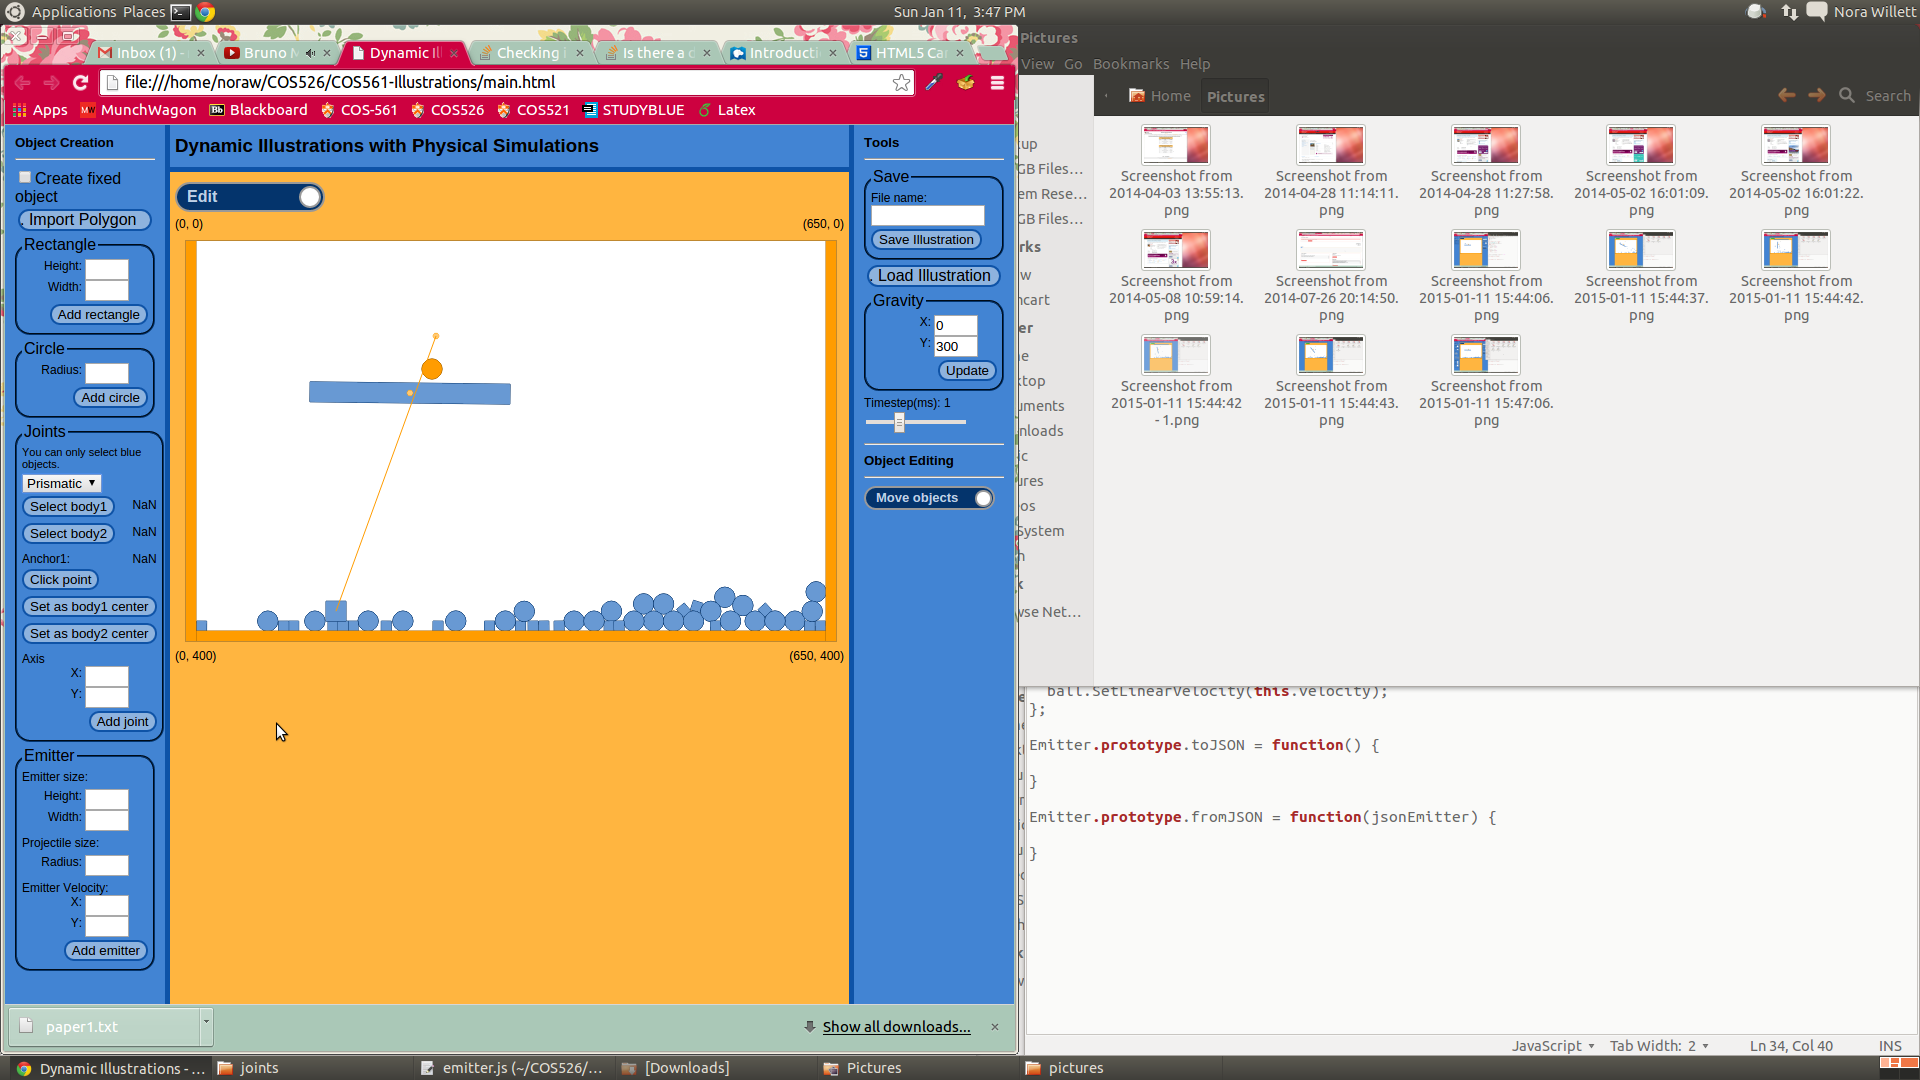 Applications Places
Sun Jan 11, 3:47 PM
Nora Willett
Inbox (1) -
Bruno
Dynamic Il
Checking
Is there a d
Introducti
HTML5 Ca
file:///home/noraw/COS526/COS561-Illustrations/main.html
Apps
MunchWagon
Blackboard
COS-561
COS526
COS521
STUDYBLUE
Latex
Object Creation
Create fixed
object
Import Polygon
Rectangle
Height:
Width:
Add rectangle
Circle
Radius:
Add circle
Joints
You can only select blue
objects.
Prismatic
Select body1 NaN
Select body2 NaN
Anchor1: NaN
Click point
Set as body1 center
Set as body2 center
Axis
X:
Y:
Add joint
Emitter
Emitter size:
Height:
Width:
Projectile size:
Radius:
Emitter Velocity:
X:
Y:
Add emitter
Dynamic Illustrations with Physical Simulations
Edit
(0, 0) (650, 0)
(0, 400) (650, 400)
Tools
Save
File name:
Save Illustration
Load Illustration
Gravity
X: 0
Y: 300
Update
Timestep(ms): 1
Object Editing
Move objects
paper1.txt
Show all downloads...
Pictures
View Go Bookmarks Help
Home Pictures
Search
Screenshot from
2014-04-03 13:55:13.
png
Screenshot from
2014-04-28 11:14:11.
png
Screenshot from
2014-04-28 11:27:58.
png
Screenshot from
2014-05-02 16:01:09.
png
Screenshot from
2014-05-02 16:01:22.
png
Screenshot from
2014-05-08 10:59:14.
png
Screenshot from
2014-07-26 20:14:50.
png
Screenshot from
2015-01-11 15:44:06.
png
Screenshot from
2015-01-11 15:44:37.
png
Screenshot from
2015-01-11 15:44:42.
png
Screenshot from
2015-01-11 15:44:42
- 1.png
Screenshot from
2015-01-11 15:44:43.
png
Screenshot from
2015-01-11 15:47:06.
png
GB Files...
em Rese...
GB Files...
System
wse Net...
ball.SetLinearVelocity(this.velocity);
};
Emitter.prototype.toJSON = function() {
}
Emitter.prototype.fromJSON = function(jsonEmitter) {
}
JavaScript
Tab Width: 2
Ln 34, Col 40
INS
Dynamic Illustrations - ...
joints
emitter.js (~/COS526/...
[Downloads]
Pictures
pictures